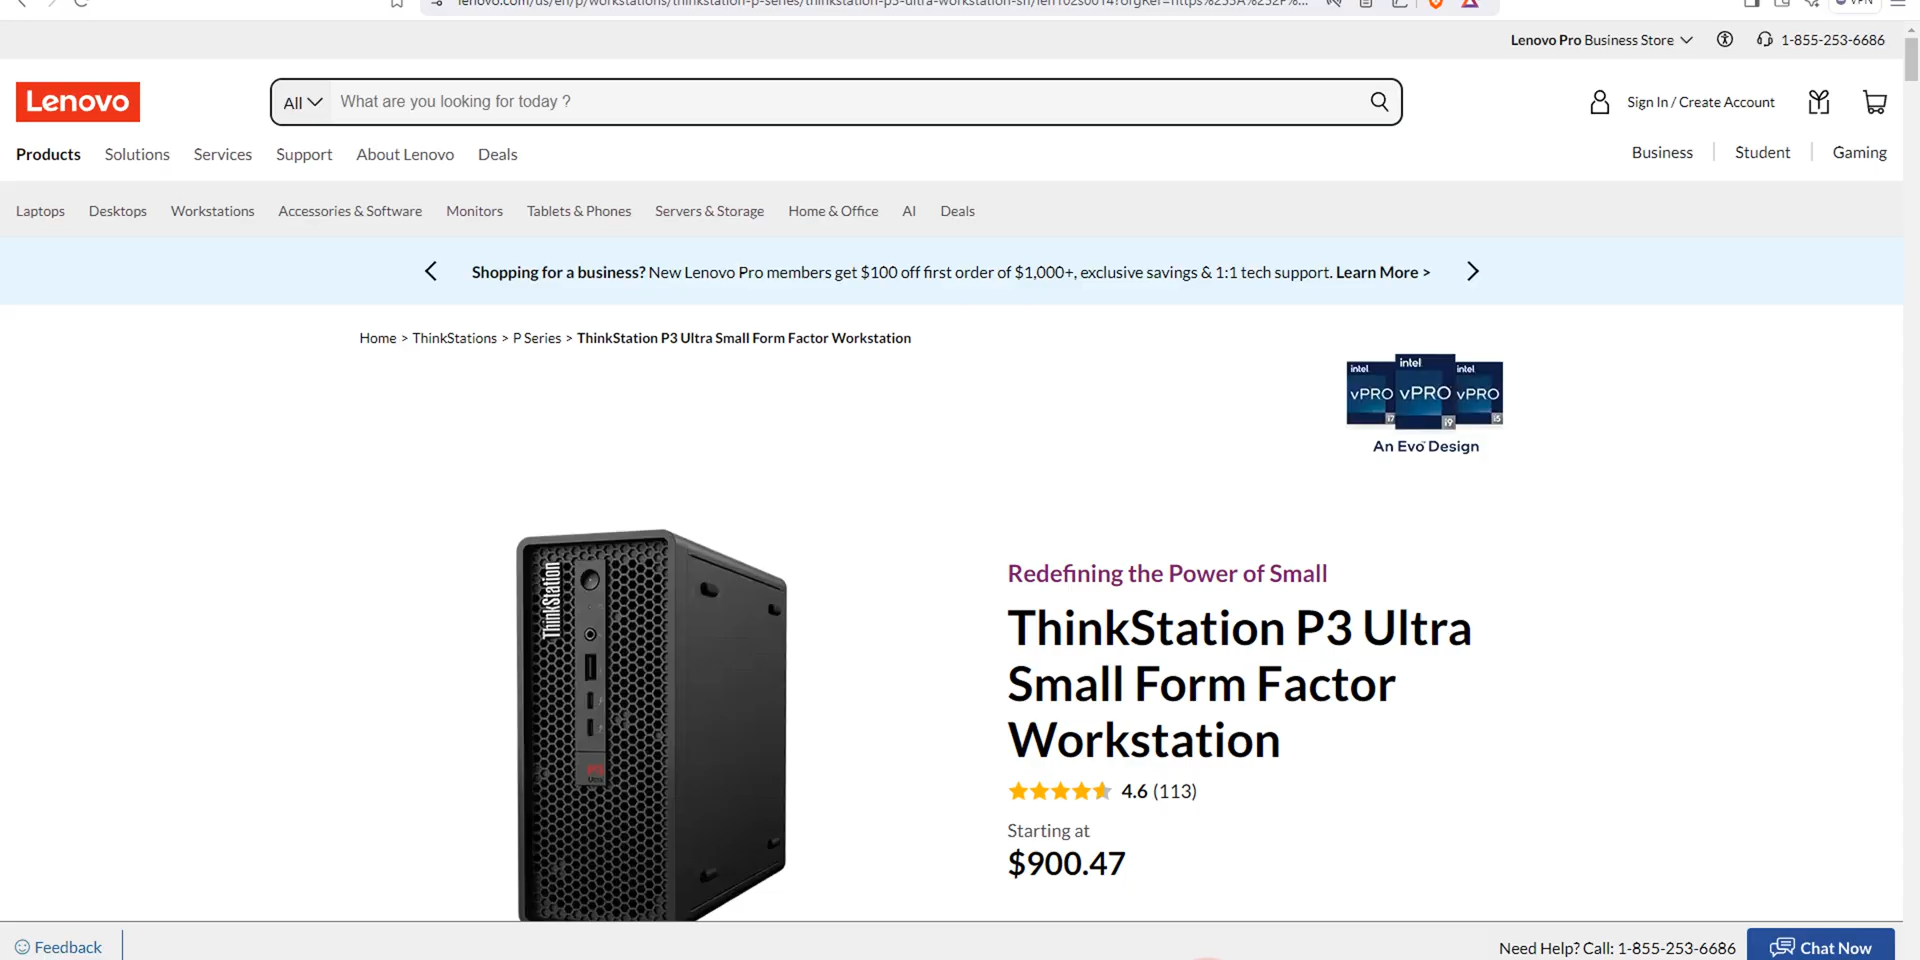 Lenovo Pro Business Store
1-855-253-6686
Lenovo
All
What are you looking for today ?
Sign In / Create Account
Products
Solutions
Services
Support
About Lenovo
Deals
Business
Student
Gaming
Laptops
Desktops
Workstations
Accessories & Software
Monitors
Tablets & Phones
Servers & Storage
Home & Office
AI
Deals
Shopping for a business? New Lenovo Pro members get $100 off first order of $1,000+, exclusive savings & 1:1 tech support. Learn More >
Home > ThinkStations > P Series > ThinkStation P3 Ultra Small Form Factor Workstation
intel
vPRO
i7
intel
vPRO
i9
intel
vPRO
i5
An Evo™ Design
ThinkStation
P3
Ultra
Redefining the Power of Small
ThinkStation P3 Ultra
Small Form Factor
Workstation
4.6 (113)
Starting at
$900.47
Feedback
Need Help? Call: 1-855-253-6686
Chat Now